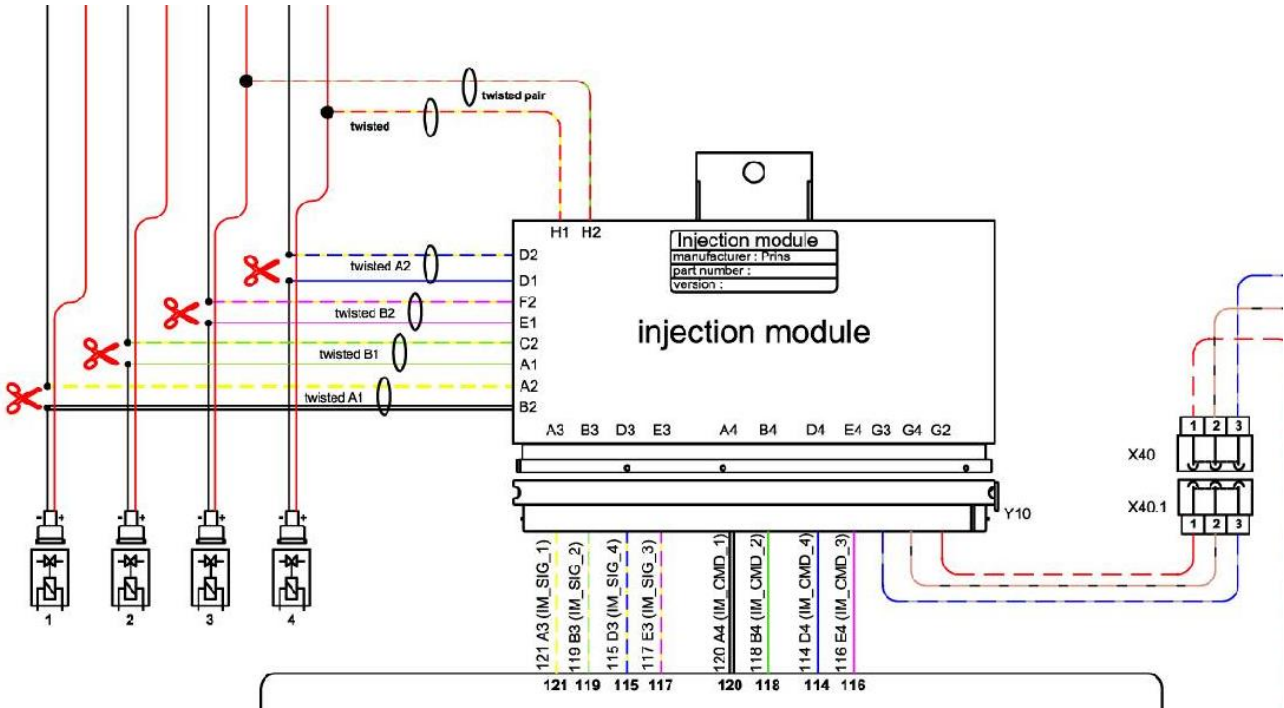 twisted pair
twisted
H1 H2
Injection module
manufacturer : Prins
part number :
version :
D2
twisted A2
D1
F2
twisted B2
E1
C2
twisted B1
A1
A2
twisted A1
B2
injection module
A3 B3 D3 E3 A4 B4 D4 E4 G3 G4 G2
1 2 3
X40
X40.1
1 2 3
Y10
- + - + - + - +
1 2 3 4
121 A3 (IM_SIG_1)
119 B3 (IM_SIG_2)
115 D3 (IM_SIG_4)
117 E3 (IM_SIG_3)
120 A4 (IM_CMD_1)
118 B4 (IM_CMD_2)
114 D4 (IM_CMD_4)
116 E4 (IM_CMD_3)
121 119 115 117 120 118 114 116